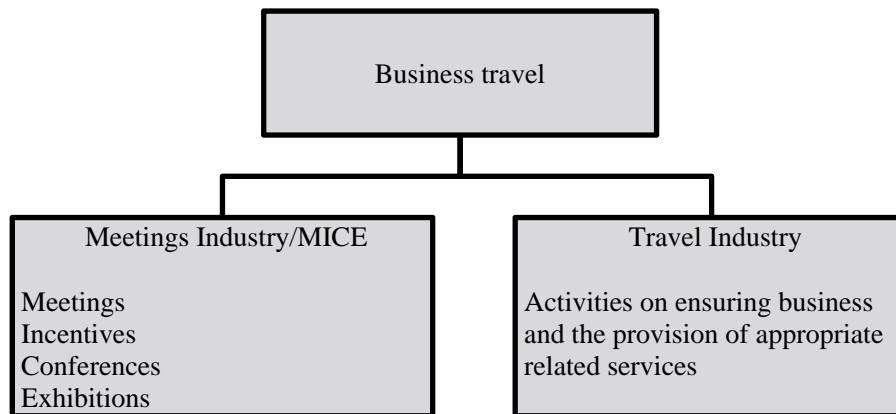 Business travel
Meetings Industry/MICE
Meetings
Incentives
Conferences
Exhibitions
Travel Industry
Activities on ensuring business
and the provision of appropriate
related services